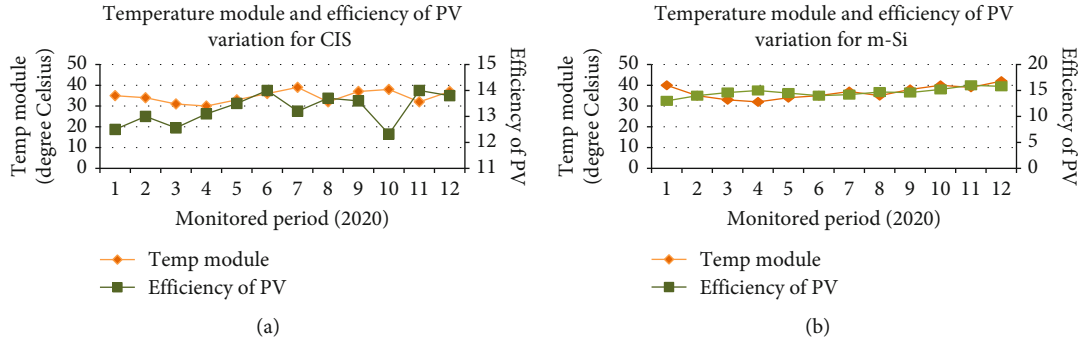 Temperature module and efficiency of PV
variation for CIS
Temp module
(degree Celsius)
50
40
30
20
10
0
15
14
13
12
11
Efficiency of PV
1 2 3 4 5 6 7 8 9 10 11 12
Monitored period (2020)
Temp module
Efficiency of PV
(a)
Temperature module and efficiency of PV
variation for m-Si
Temp module
(degree Celsius)
50
40
30
20
10
0
20
15
10
5
0
Efficiency of PV
1 2 3 4 5 6 7 8 9 10 11 12
Monitored period (2020)
Temp module
Efficiency of PV
(b)